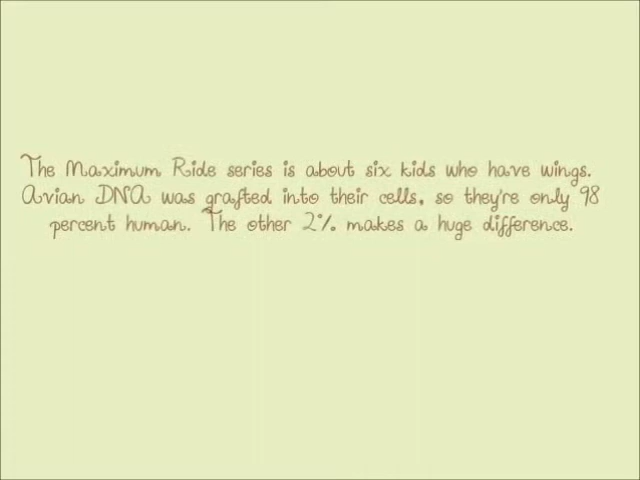 The Maximum Ride series is about six kids who have wings.
Avian DNA was grafted into their cells, so they're only 98
percent human. The other 2% makes a huge difference.